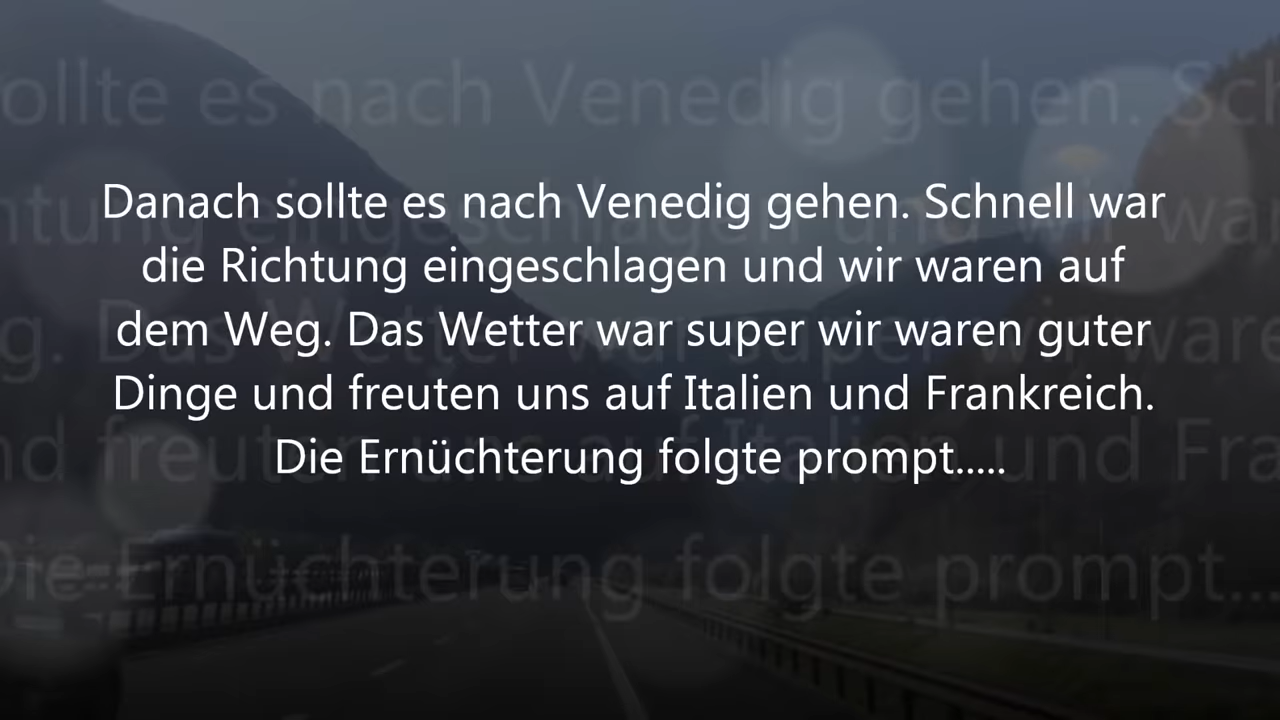 Danach sollte es nach Venedig gehen. Schnell war
die Richtung eingeschlagen und wir waren auf
dem Weg. Das Wetter war super wir waren guter
Dinge und freuten uns auf Italien und Frankreich.
Die Ernüchterung folgte prompt.....